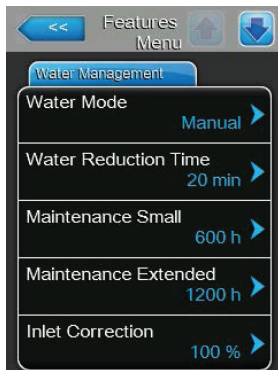 <<
Features
Menu
Water Management
Water Mode
Manual
Water Reduction Time
20 min
Maintenance Small
600 h
Maintenance Extended
1200 h
Inlet Correction
100 %